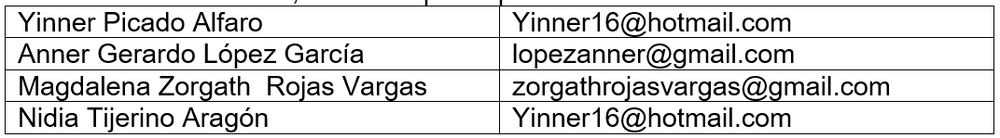 Yinner Picado Alfaro Yinner16@hotmail.com
Anner Gerardo López García lopezanner@gmail.com
Magdalena Zorgath  Rojas Vargas zorgathrojasvargas@gmail.com
Nidia Tijerino Aragón Yinner16@hotmail.com